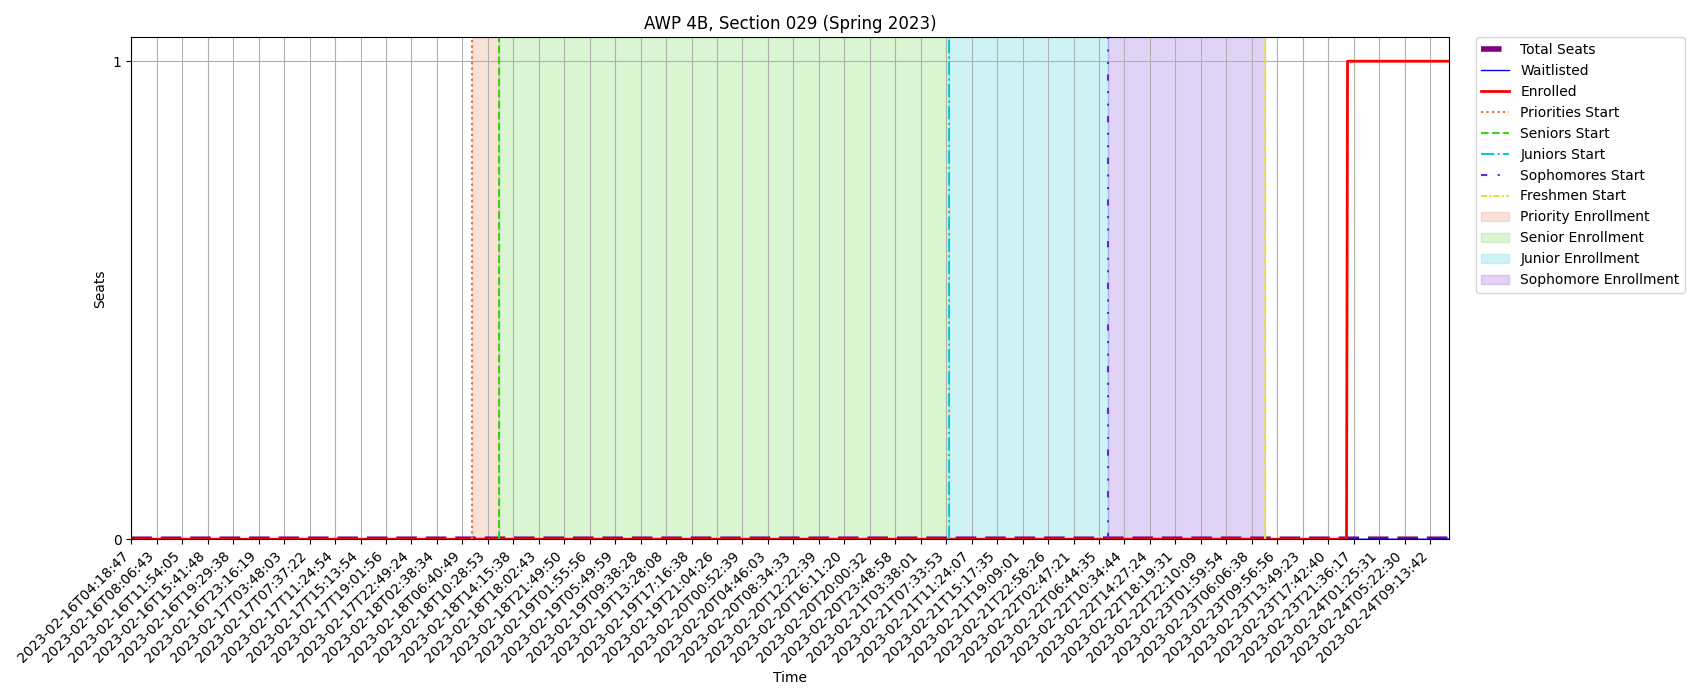 AWP 4B, Section 029 (Spring 2023)
1
0
Seats
2023-02-16T04:18:47
2023-02-16T08:06:43
2023-02-16T11:54:05
2023-02-16T15:41:48
2023-02-16T19:29:38
2023-02-16T23:16:19
2023-02-17T03:48:03
2023-02-17T07:37:22
2023-02-17T11:24:54
2023-02-17T15:13:54
2023-02-17T19:01:56
2023-02-17T22:49:24
2023-02-18T02:38:34
2023-02-18T06:40:49
2023-02-18T10:28:53
2023-02-18T14:15:38
2023-02-18T18:02:43
2023-02-18T21:49:50
2023-02-19T01:55:56
2023-02-19T05:49:59
2023-02-19T09:38:28
2023-02-19T13:28:08
2023-02-19T17:16:38
2023-02-19T21:04:26
2023-02-20T00:52:39
2023-02-20T04:46:03
2023-02-20T08:34:33
2023-02-20T12:22:39
2023-02-20T16:11:20
2023-02-20T20:00:32
2023-02-20T23:48:58
2023-02-21T03:38:01
2023-02-21T07:33:53
2023-02-21T11:24:07
2023-02-21T15:17:35
2023-02-21T19:09:01
2023-02-21T22:58:26
2023-02-22T02:47:21
2023-02-22T06:44:35
2023-02-22T10:34:44
2023-02-22T14:27:24
2023-02-22T18:19:31
2023-02-22T22:10:09
2023-02-23T01:59:54
2023-02-23T06:06:38
2023-02-23T09:56:56
2023-02-23T13:49:23
2023-02-23T17:42:40
2023-02-23T21:36:17
2023-02-24T01:25:31
2023-02-24T05:22:30
2023-02-24T09:13:42
Time
Total Seats
Waitlisted
Enrolled
Priorities Start
Seniors Start
Juniors Start
Sophomores Start
Freshmen Start
Priority Enrollment
Senior Enrollment
Junior Enrollment
Sophomore Enrollment